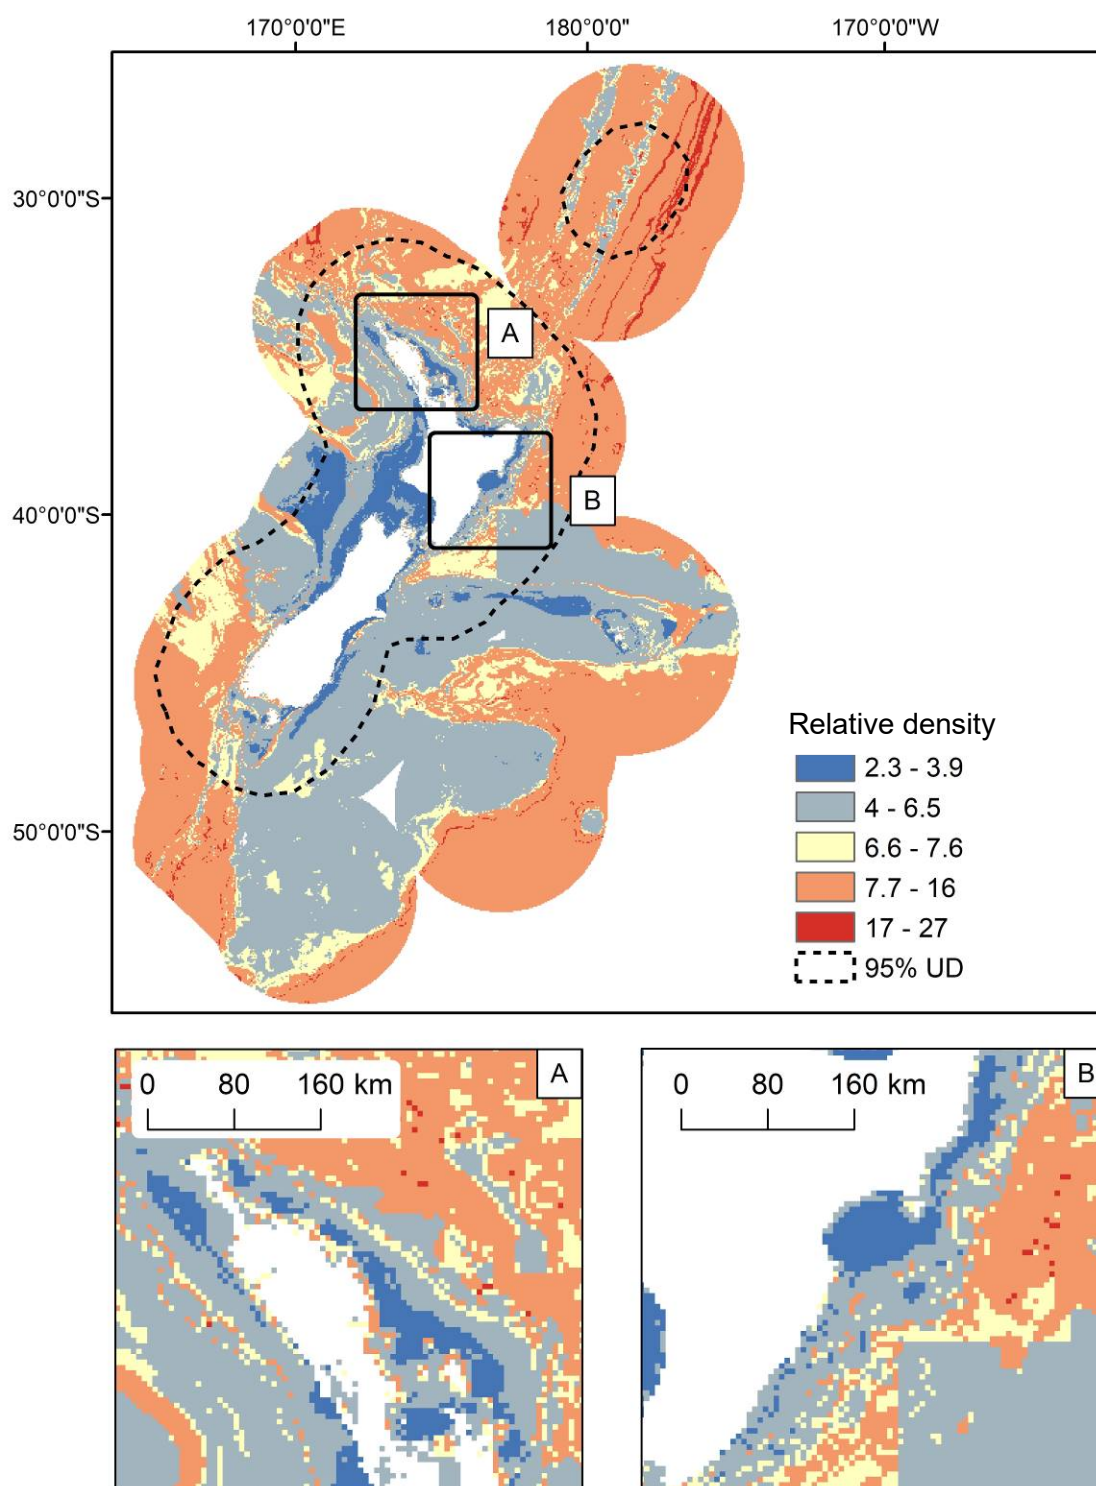 170°0'0"E 180°0'0" 170°0'0"W
30°0'0"S
A
B
40°0'0"S
Relative density
2.3 - 3.9
4 - 6.5
6.6 - 7.6
7.7 - 16
50°0'0"S
17 - 27
95% UD
0 80 160 km A
0 80 160 km B